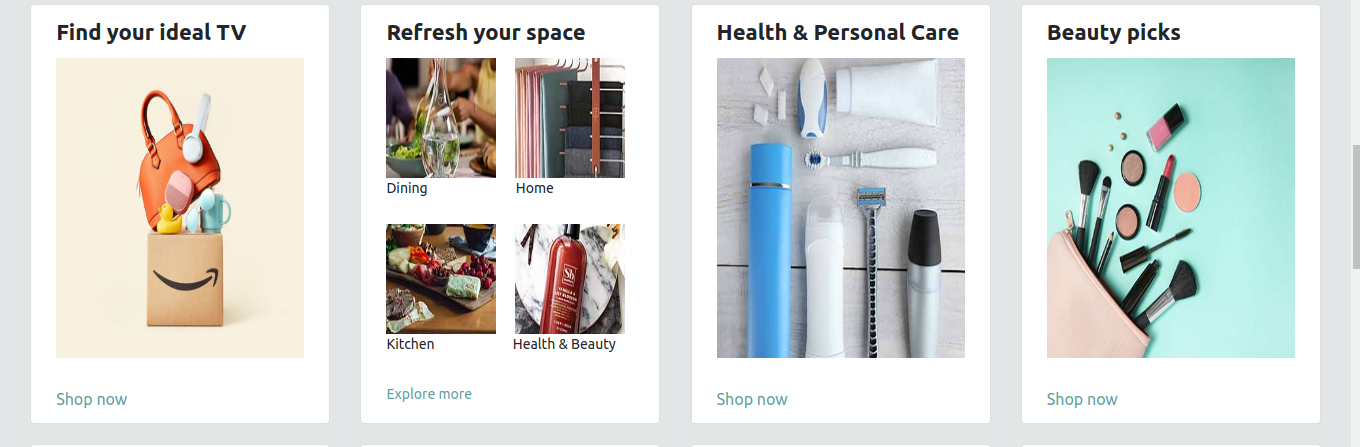 Find your ideal TV
Shop now
Refresh your space
Dining
Home
Kitchen
Health & Beauty
Explore more
Health & Personal Care
Shop now
Beauty picks
Shop now